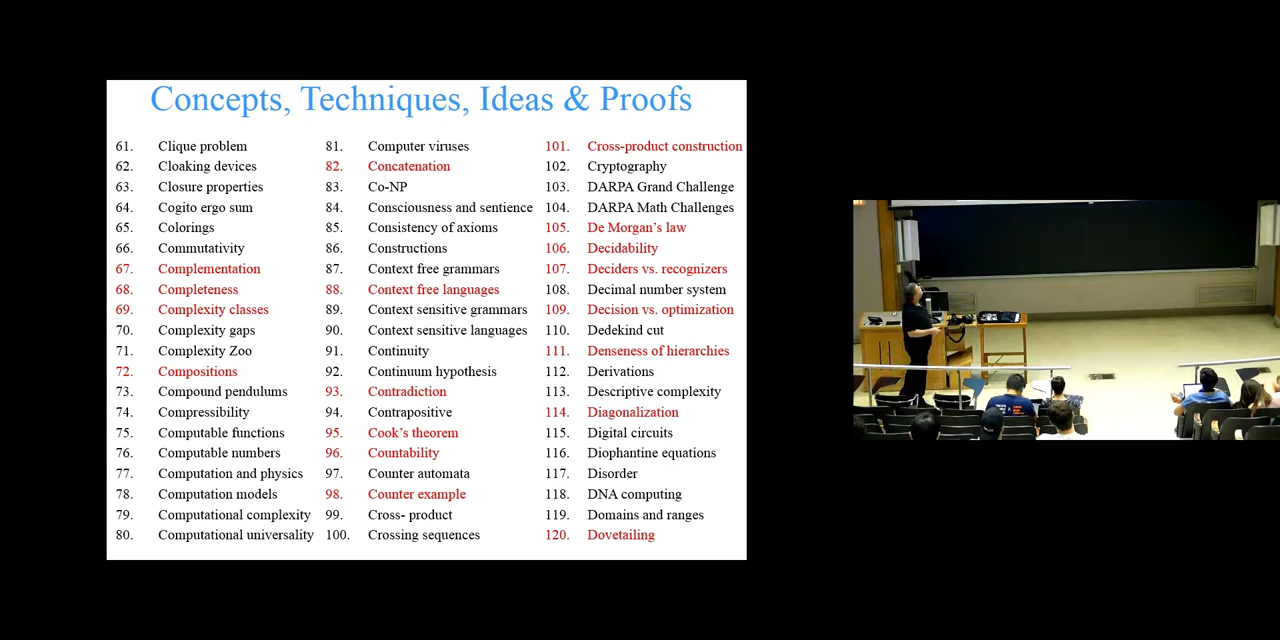 Concepts, Techniques, Ideas & Proofs
61. Clique problem
62. Cloaking devices
63. Closure properties
64. Cogito ergo sum
65. Colorings
66. Commutativity
67. Complementation
68. Completeness
69. Complexity classes
70. Complexity gaps
71. Complexity Zoo
72. Compositions
73. Compound pendulums
74. Compressibility
75. Computable functions
76. Computable numbers
77. Computation and physics
78. Computation models
79. Computational complexity
80. Computational universality
81. Computer viruses
82. Concatenation
83. Co-NP
84. Consciousness and sentience
85. Consistency of axioms
86. Constructions
87. Context free grammars
88. Context free languages
89. Context sensitive grammars
90. Context sensitive languages
91. Continuity
92. Continuum hypothesis
93. Contradiction
94. Contrapositive
95. Cook's theorem
96. Countability
97. Counter automata
98. Counter example
99. Cross- product
100. Crossing sequences
101. Cross-product construction
102. Cryptography
103. DARPA Grand Challenge
104. DARPA Math Challenges
105. De Morgan's law
106. Decidability
107. Deciders vs. recognizers
108. Decimal number system
109. Decision vs. optimization
110. Dedekind cut
111. Denseness of hierarchies
112. Derivations
113. Descriptive complexity
114. Diagonalization
115. Digital circuits
116. Diophantine equations
117. Disorder
118. DNA computing
119. Domains and ranges
120. Dovetailing